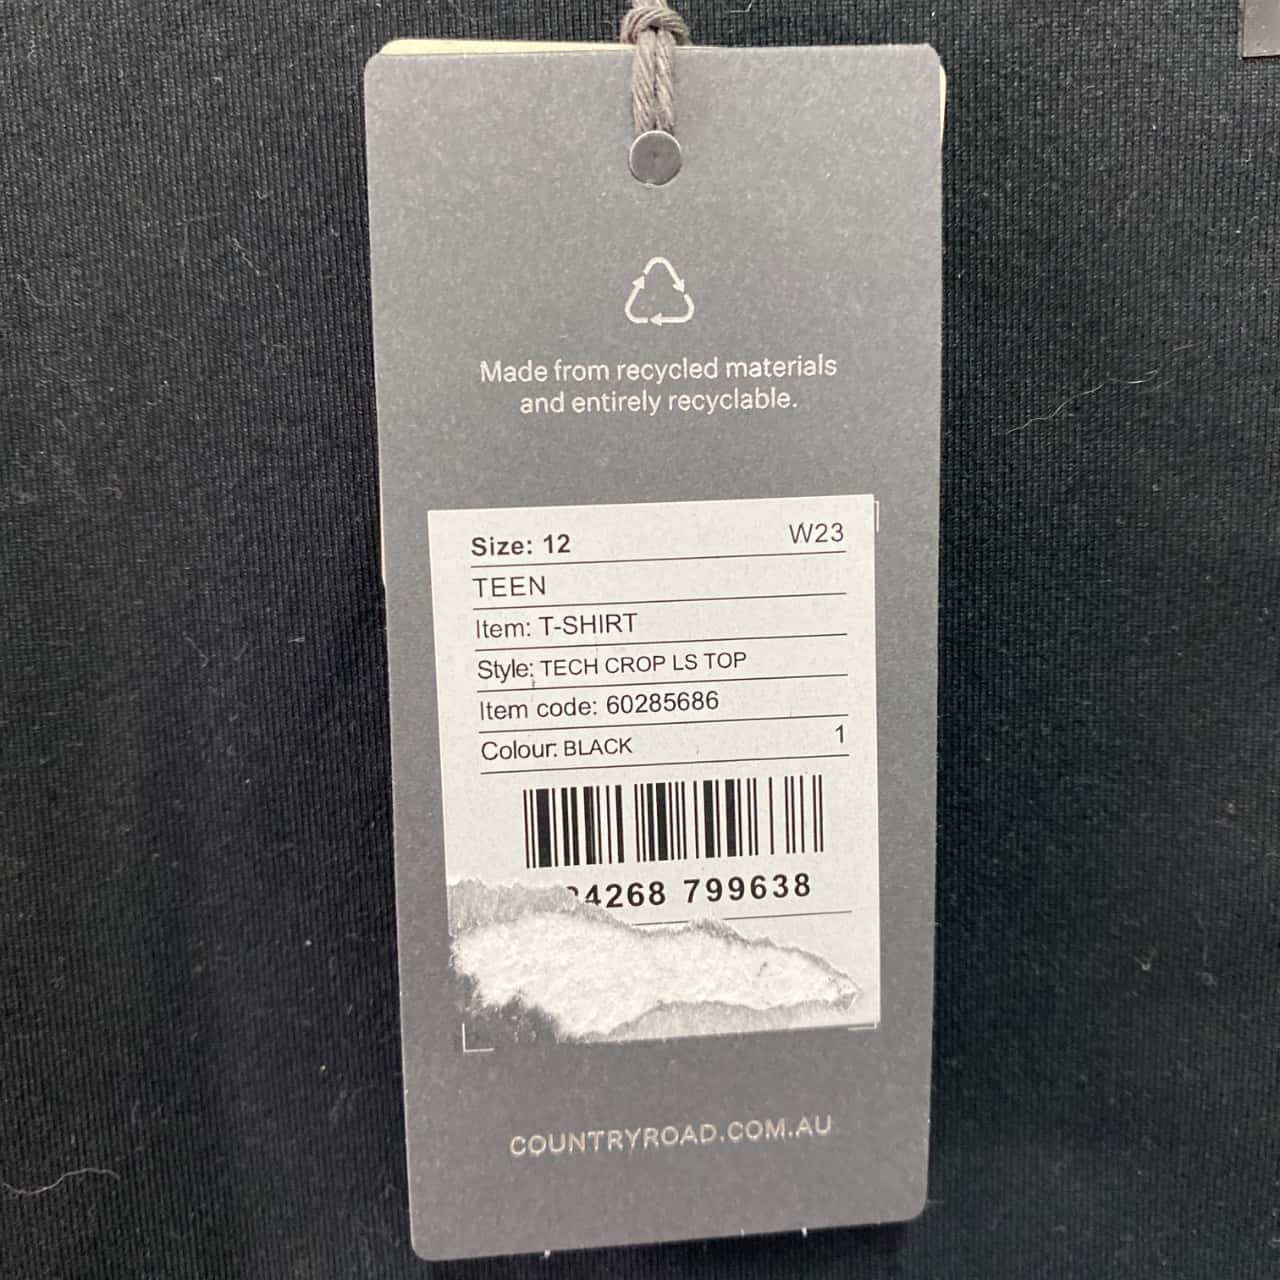 Made from recycled materials
and entirely recyclable.
Size: 12 W23
TEEN
Item: T-SHIRT
Style: TECH CROP LS TOP
Item code: 60285686
Colour: BLACK 1
799638
COUNTRYROAD.COM.AU